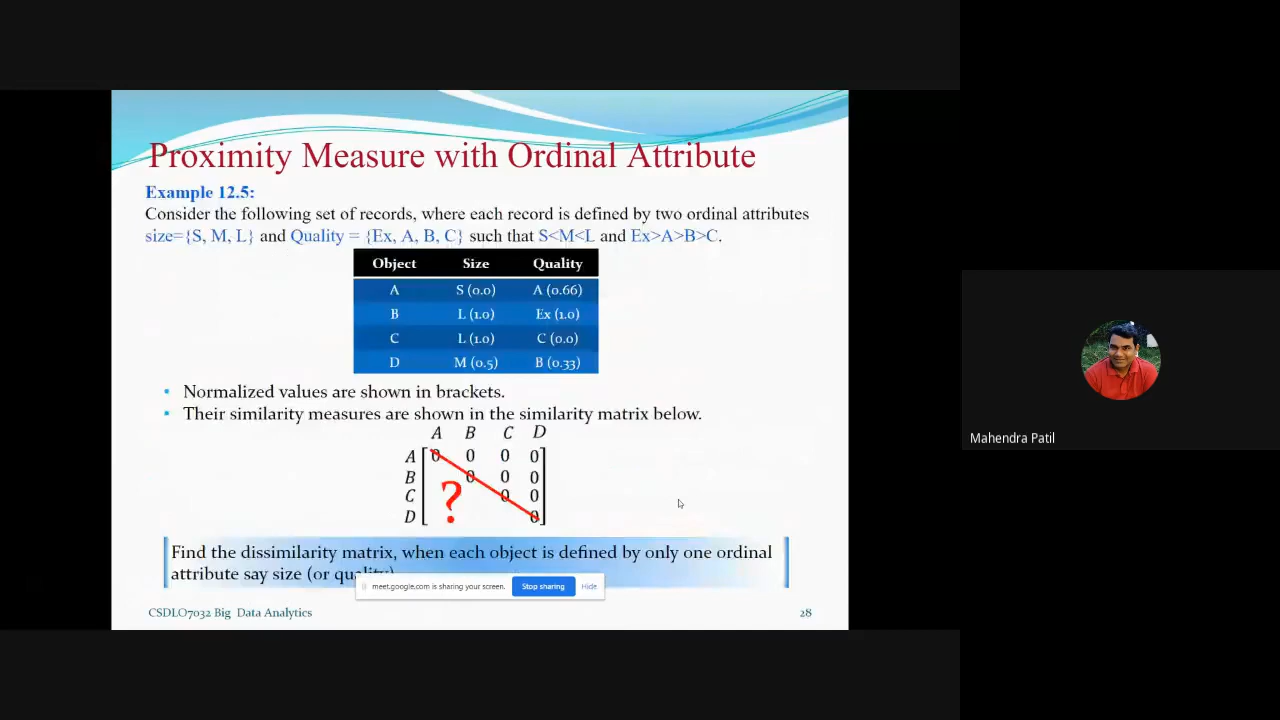 Proximity Measure with Ordinal Attribute
Example 12.5:
Consider the following set of records, where each record is defined by two ordinal attributes
size={S, M, L} and Quality = {Ex, A, B, C} such that S<M<L and Ex>A>B>C.
Object Size Quality
A S (0.0) A (0.66)
B L (1.0) Ex (1.0)
C L (1.0) C (0.0)
D M (0.5) B (0.33)
• Normalized values are shown in brackets.
• Their similarity measures are shown in the similarity matrix below.
A B C D
A 0 0 0 0
B 0 0 0
C ? 0 0
D 0
Find the dissimilarity matrix, when each object is defined by only one ordinal
attribute say size (or quality).
meet.google.com is sharing your screen. Stop sharing Hide
CSDLO7032 Big Data Analytics 28
Mahendra Patil